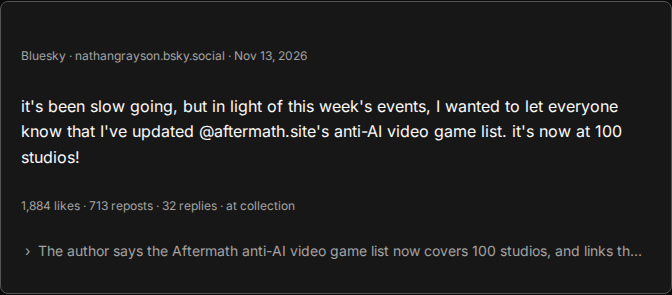 Bluesky · nathangrayson.bsky.social · Nov 13, 2026
it's been slow going, but in light of this week's events, I wanted to let everyone
know that I've updated @aftermath.site's anti-AI video game list. it's now at 100
studios!
1,884 likes · 713 reposts · 32 replies · at collection
› The author says the Aftermath anti-AI video game list now covers 100 studios, and links th...